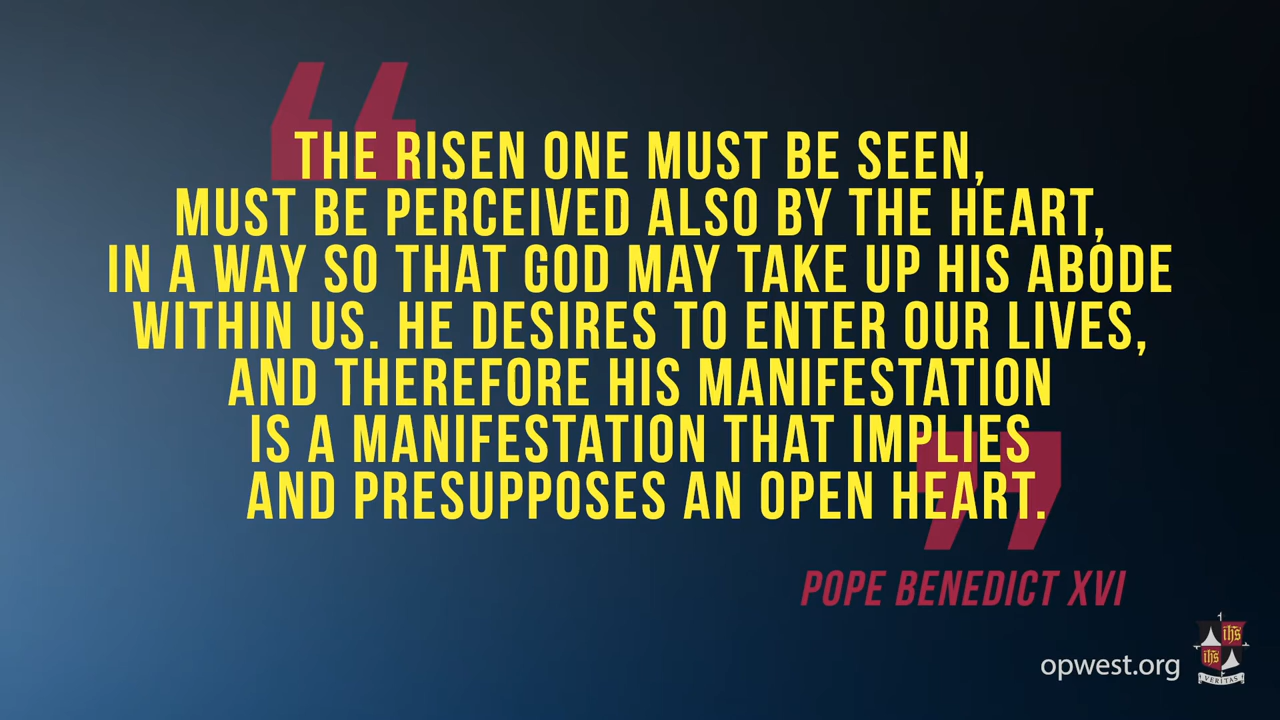 “
THE RISEN ONE MUST BE SEEN,
MUST BE PERCEIVED ALSO BY THE HEART,
IN A WAY SO THAT GOD MAY TAKE UP HIS ABODE
WITHIN US. HE DESIRES TO ENTER OUR LIVES,
AND THEREFORE HIS MANIFESTATION
IS A MANIFESTATION THAT IMPLIES
AND PRESUPPOSES AN OPEN HEART.
”
POPE BENEDICT XVI
opwest.org
ihs
ihs
VERITAS